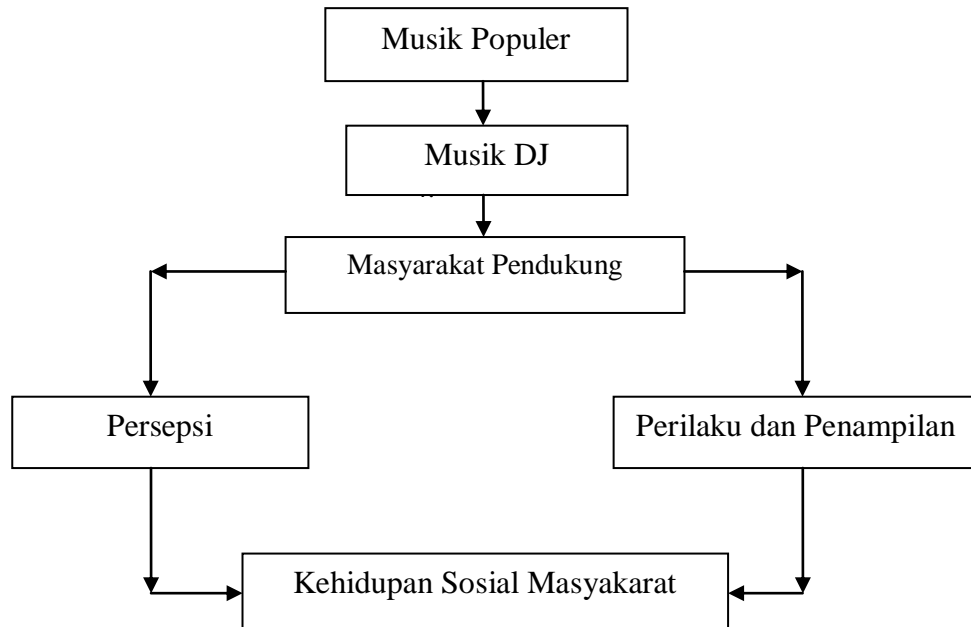 Musik Populer
Musik DJ
Masyarakat Pendukung
Persepsi
Perilaku dan Penampilan
Kehidupan Sosial Masyakarat